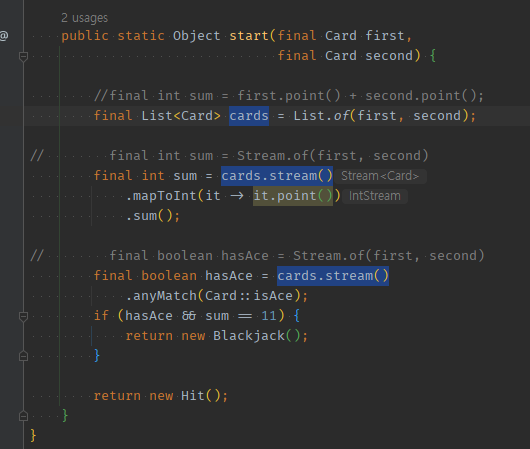 2 usages
public static Object start(final Card first,
final Card second) {
//final int sum = first.point() + second.point();
final List<Card> cards = List.of(first, second);
// final int sum = Stream.of(first, second)
final int sum = cards.stream() Stream<Card>
.mapToInt(it -> it.point()) IntStream
.sum();
// final boolean hasAce = Stream.of(first, second)
final boolean hasAce = cards.stream()
.anyMatch(Card::isAce);
if (hasAce && sum == 11) {
return new Blackjack();
}
return new Hit();
}
}